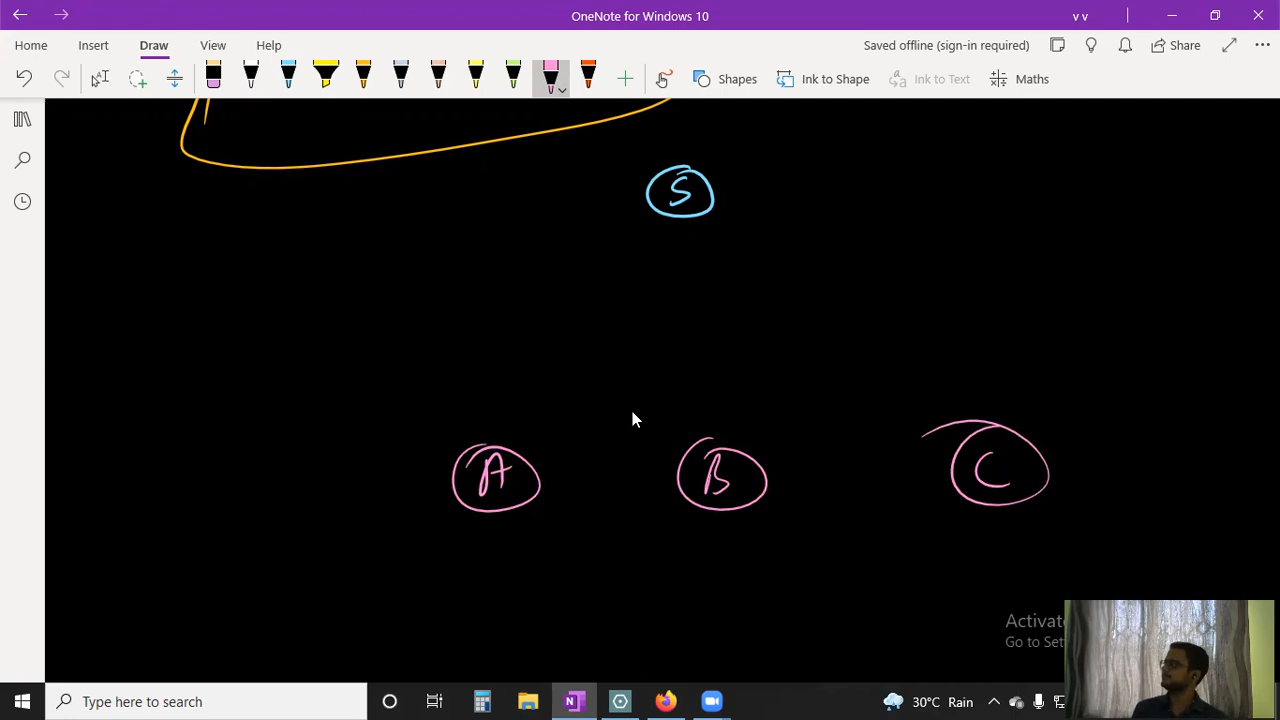 OneNote for Windows 10
v v
Home Insert Draw View Help
Saved offline (sign-in required)
Share
Shapes
Ink to Shape
Ink to Text
Maths
S
A B C
Activat
Go to Set
Type here to search
30°C Rain